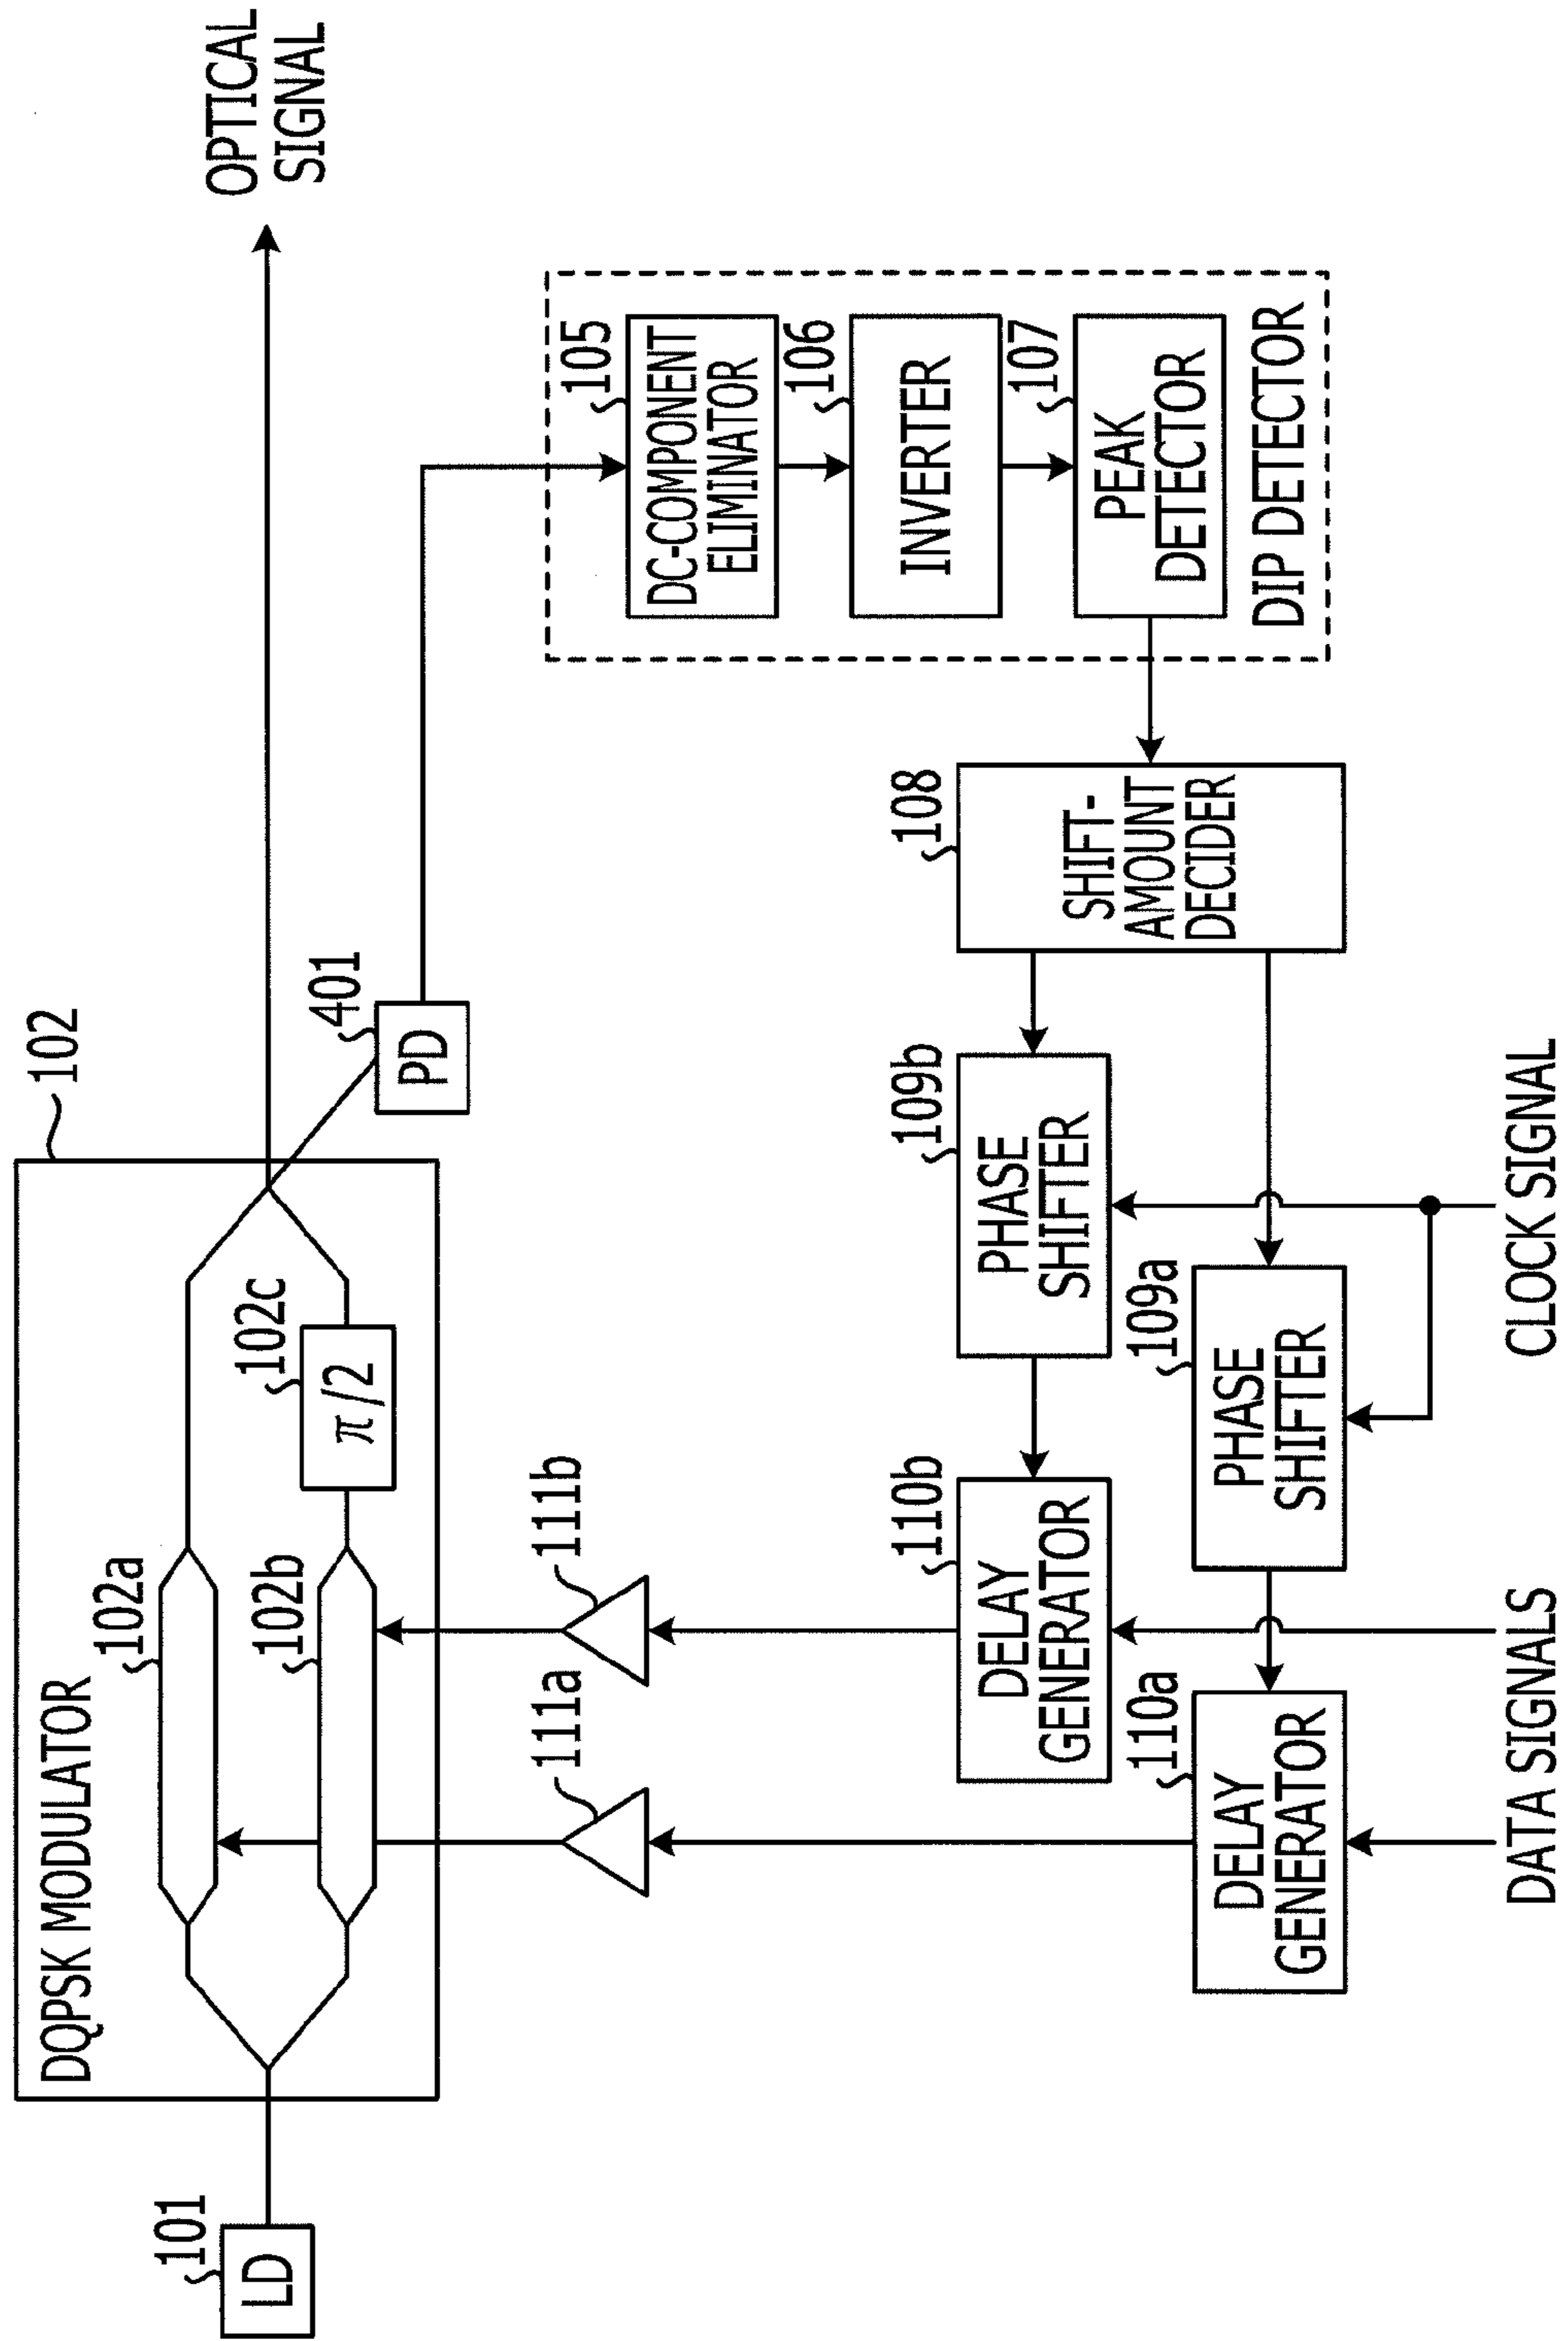 102
DQPSK MODULATOR
101
LD
102a
102b
102c
π/2
401
PD
OPTICAL
SIGNAL
111a
111b
105
DC-COMPONENT
ELIMINATOR
106
INVERTER
107
PEAK
DETECTOR
DIP DETECTOR
110b
DELAY
GENERATOR
109b
PHASE
SHIFTER
108
SHIFT-
AMOUNT
DECIDER
110a
DELAY
GENERATOR
109a
PHASE
SHIFTER
DATA SIGNALS
CLOCK SIGNAL